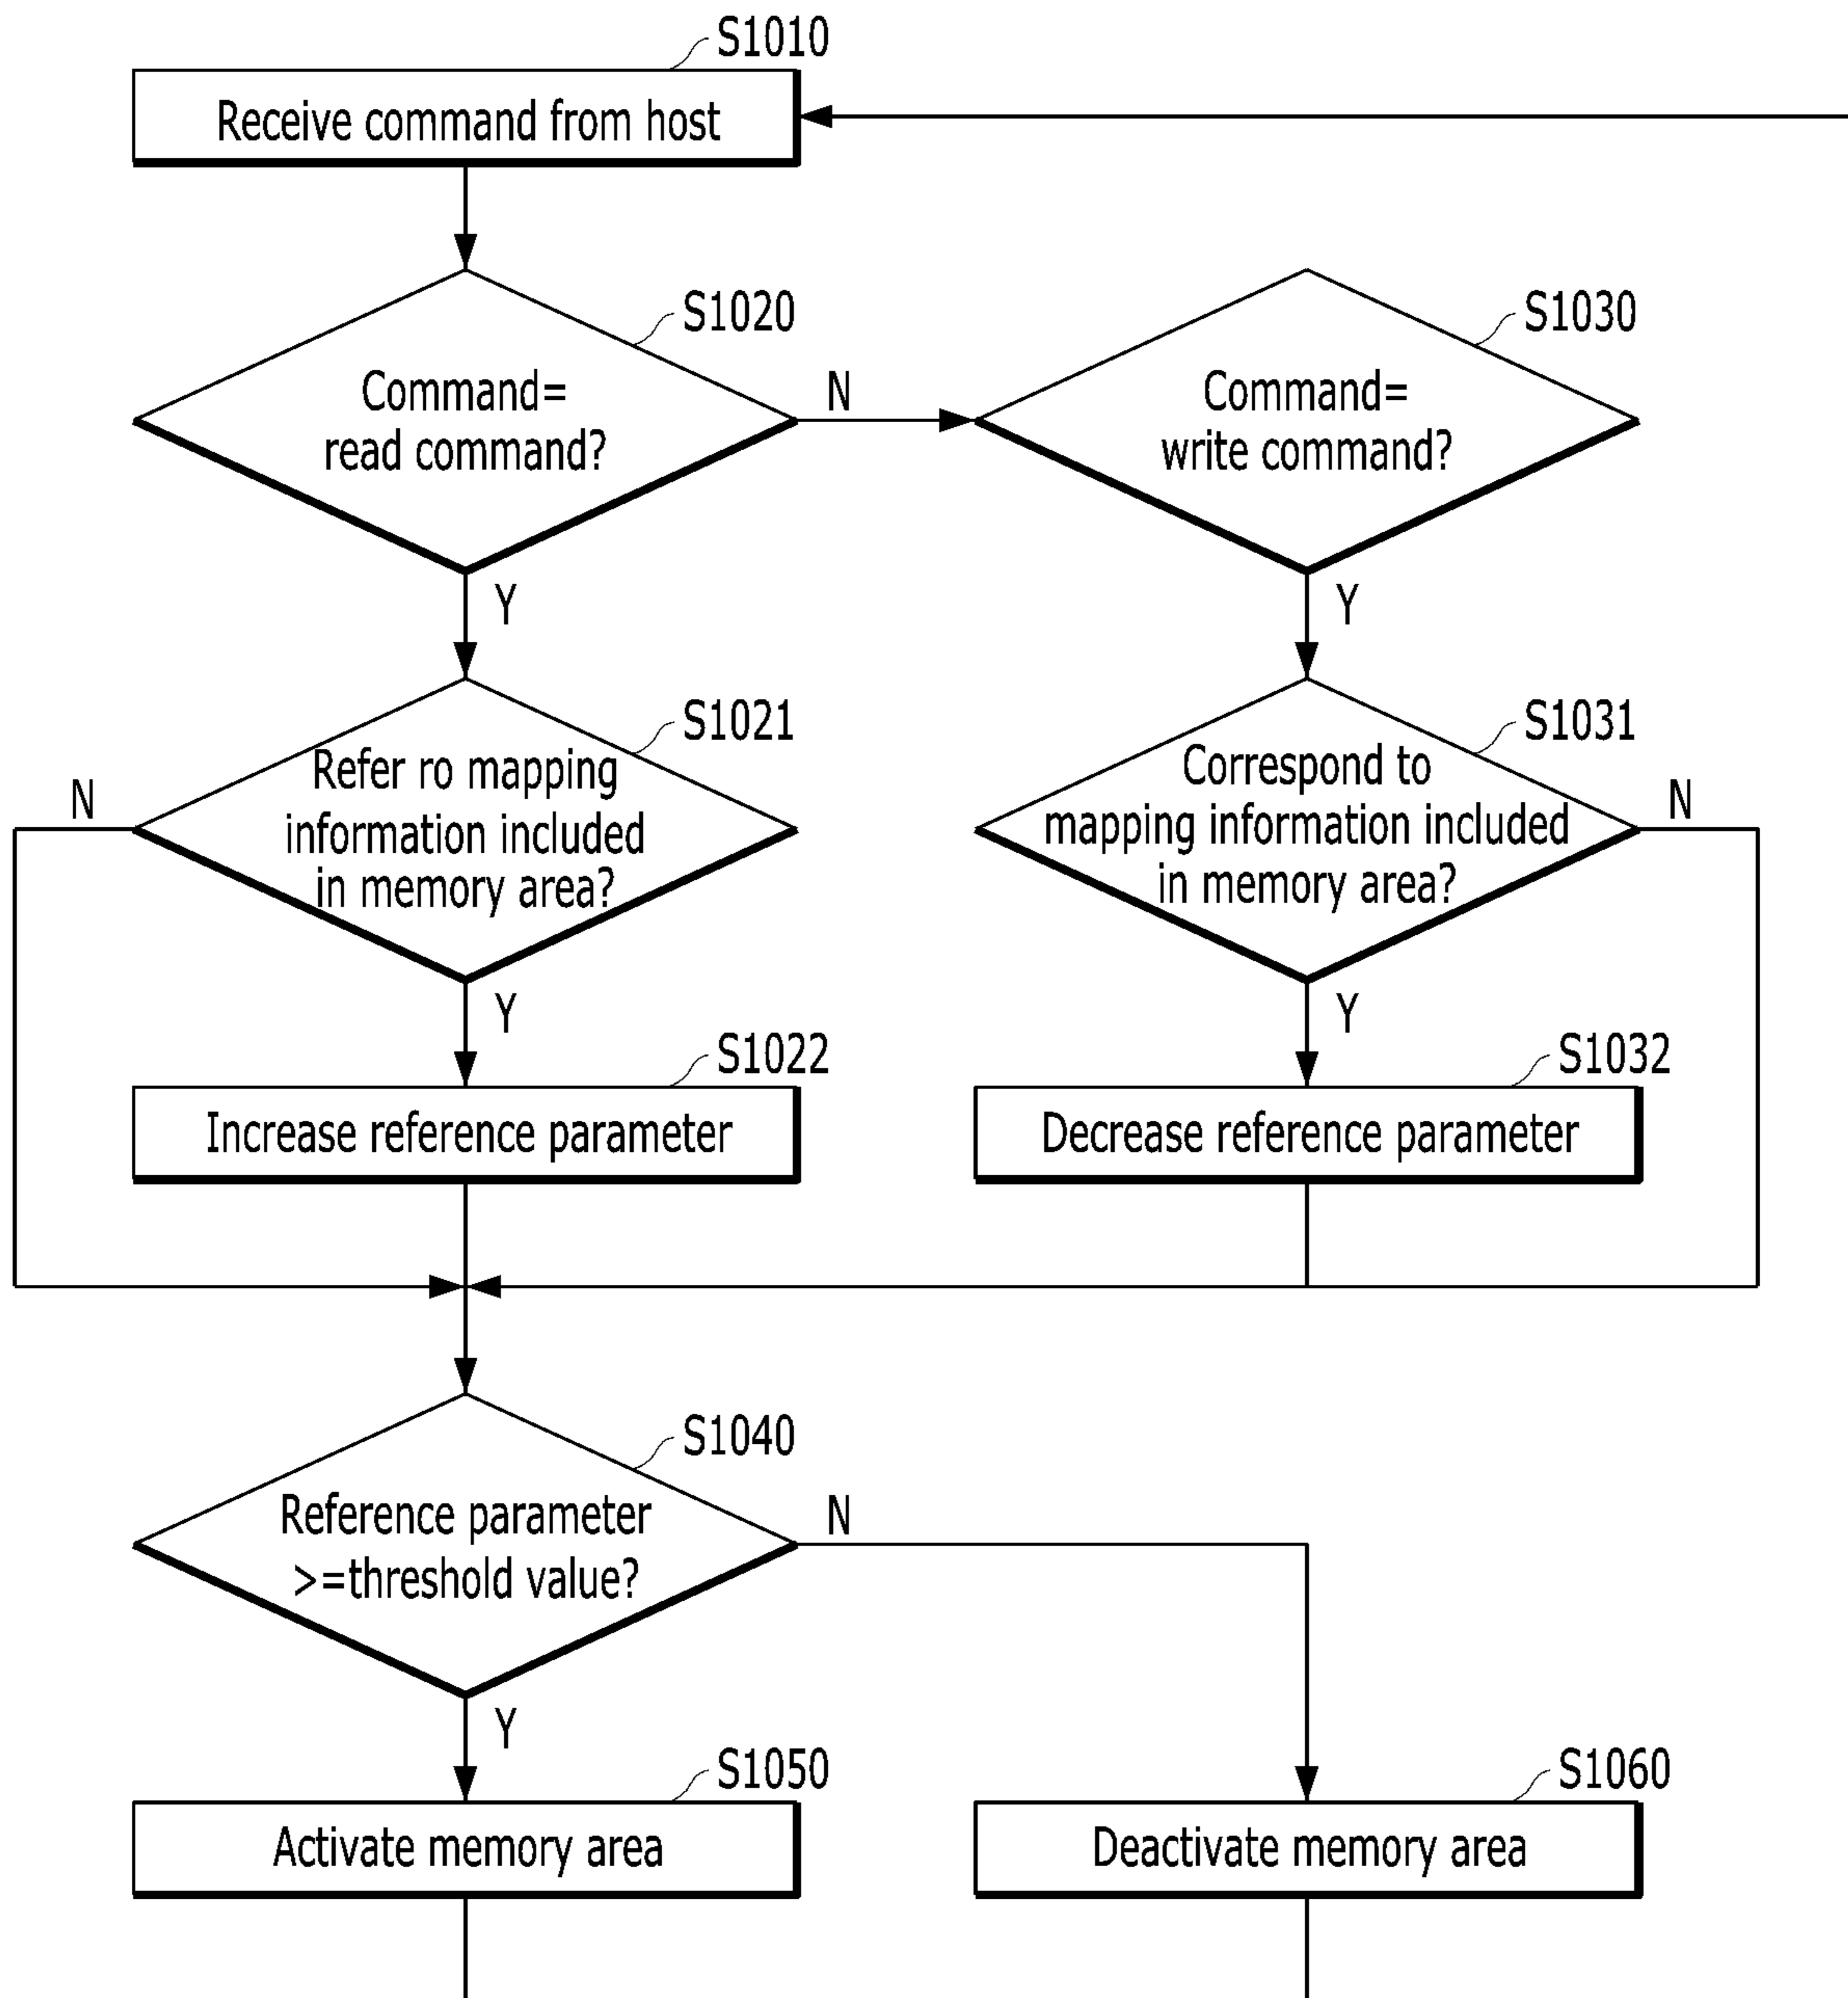 S1010
Receive command from host
S1020
Command=
read command?
N
Y
S1030
Command=
write command?
Y
S1021
Refer ro mapping
information included
in memory area?
N
Y
S1031
Correspond to
mapping information included
in memory area?
N
Y
S1022
Increase reference parameter
S1032
Decrease reference parameter
S1040
Reference parameter
>=threshold value?
N
Y
S1050
Activate memory area
S1060
Deactivate memory area